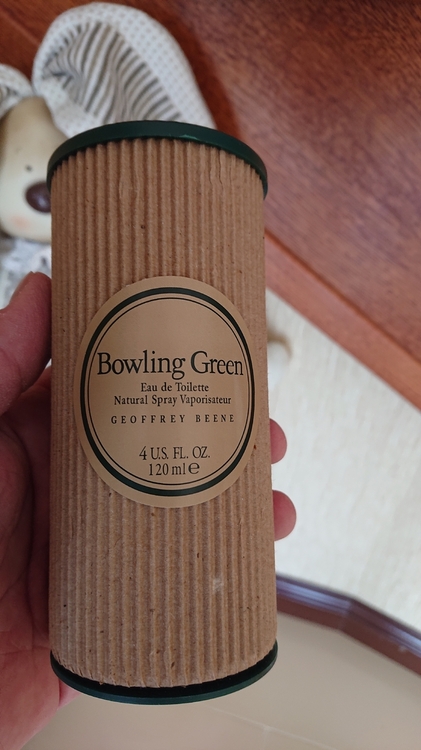 Bowling Green
Eau de Toilette
Natural Spray Vaporisateur
GEOFFREY BEENE
4 U.S. FL. OZ.
120 ml ℮